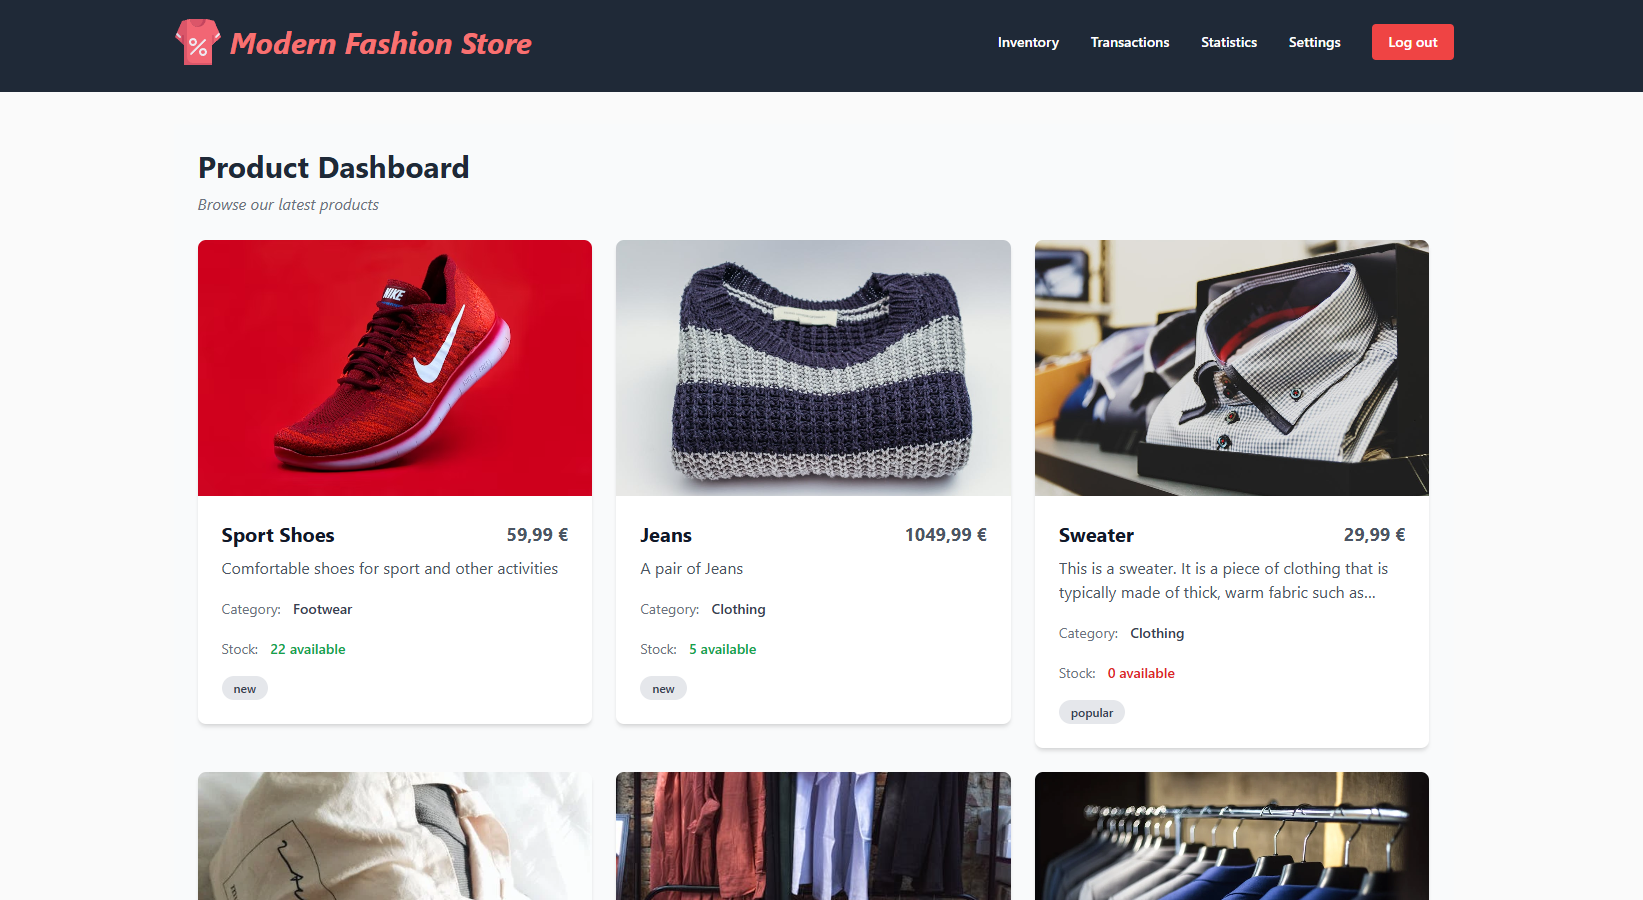 Modern Fashion Store
Inventory Transactions Statistics Settings Log out
Product Dashboard
Browse our latest products
NIKE
Sport Shoes 59,99 €
Comfortable shoes for sport and other activities
Category: Footwear
Stock: 22 available
new
Jeans 1049,99 €
A pair of Jeans
Category: Clothing
Stock: 5 available
new
Sweater 29,99 €
This is a sweater. It is a piece of clothing that is
typically made of thick, warm fabric such as...
Category: Clothing
Stock: 0 available
popular